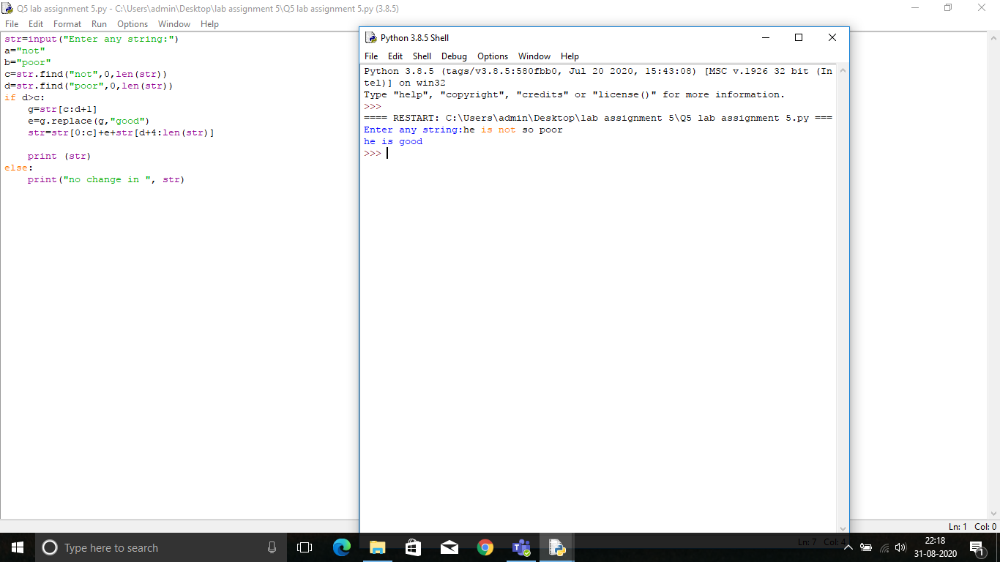 Q5 lab assignment 5.py - C:\Users\admin\Desktop\lab assignment 5\Q5 lab assignment 5.py (3.8.5)
File Edit Format Run Options Window Help
str=input("Enter any string:")
a="not"
b="poor"
c=str.find("not",0,len(str))
d=str.find("poor",0,len(str))
if d>c:
    g=str[c:d+1]
    e=g.replace(g,"good")
    str=str[0:c]+e+str[d+4:len(str)]
    print (str)
else:
    print("no change in ", str)
Python 3.8.5 Shell
File Edit Shell Debug Options Window Help
Python 3.8.5 (tags/v3.8.5:580fbb0, Jul 20 2020, 15:43:08) [MSC v.1926 32 bit (In
tel)] on win32
Type "help", "copyright", "credits" or "license()" for more information.
>>>
==== RESTART: C:\Users\admin\Desktop\lab assignment 5\Q5 lab assignment 5.py ===
Enter any string:he is not so poor
he is good
>>>
Ln: 1 Col: 0
Ln: 7 Col: 4
Type here to search
22:18
31-08-2020
1